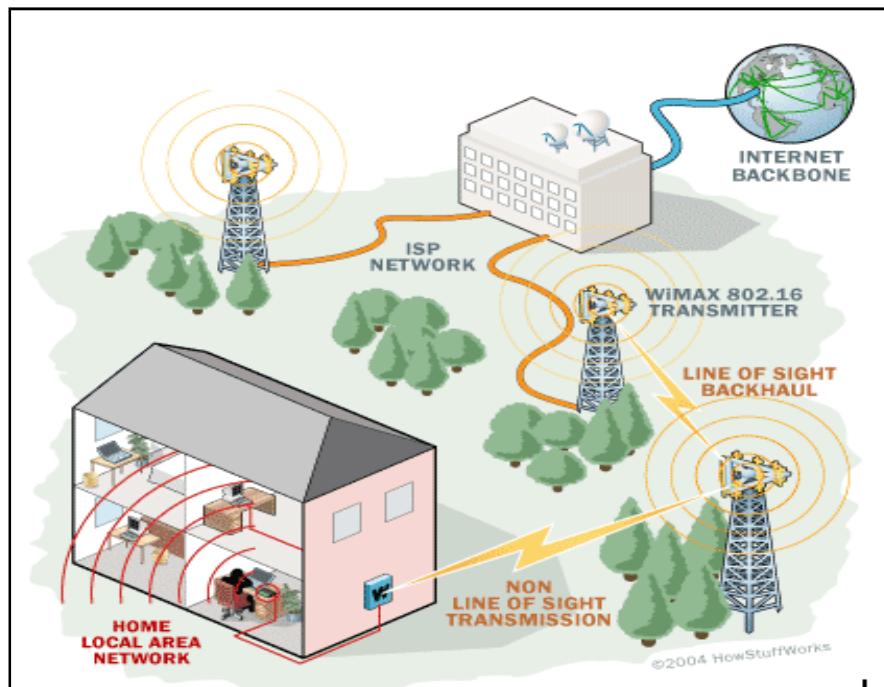 INTERNET
BACKBONE
ISP
NETWORK
WiMAX 802.16
TRANSMITTER
LINE OF SIGHT
BACKHAUL
NON
LINE OF SIGHT
TRANSMISSION
HOME
LOCAL AREA
NETWORK
©2004 HowStuffWorks